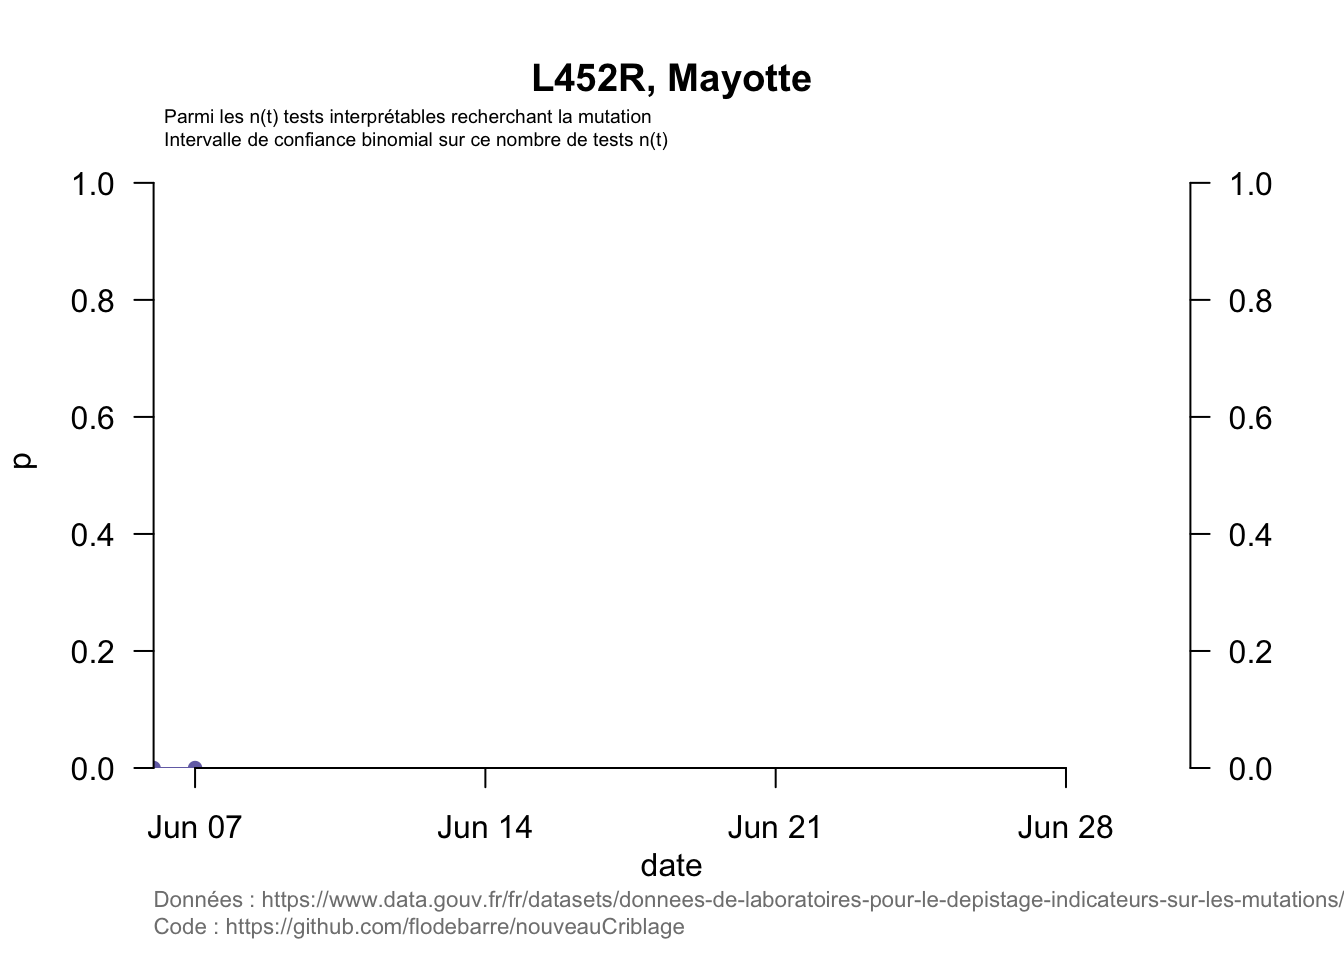 L452R, Mayotte
Parmi les n(t) tests interprétables recherchant la mutation
Intervalle de confiance binomial sur ce nombre de tests n(t)
1.0
0.8
0.6
0.4
0.2
0.0
p
1.0
0.8
0.6
0.4
0.2
0.0
Jun 07 Jun 14 Jun 21 Jun 28
date
Données : https://www.data.gouv.fr/fr/datasets/donnees-de-laboratoires-pour-le-depistage-indicateurs-sur-les-mutations/
Code : https://github.com/flodebarre/nouveauCriblage